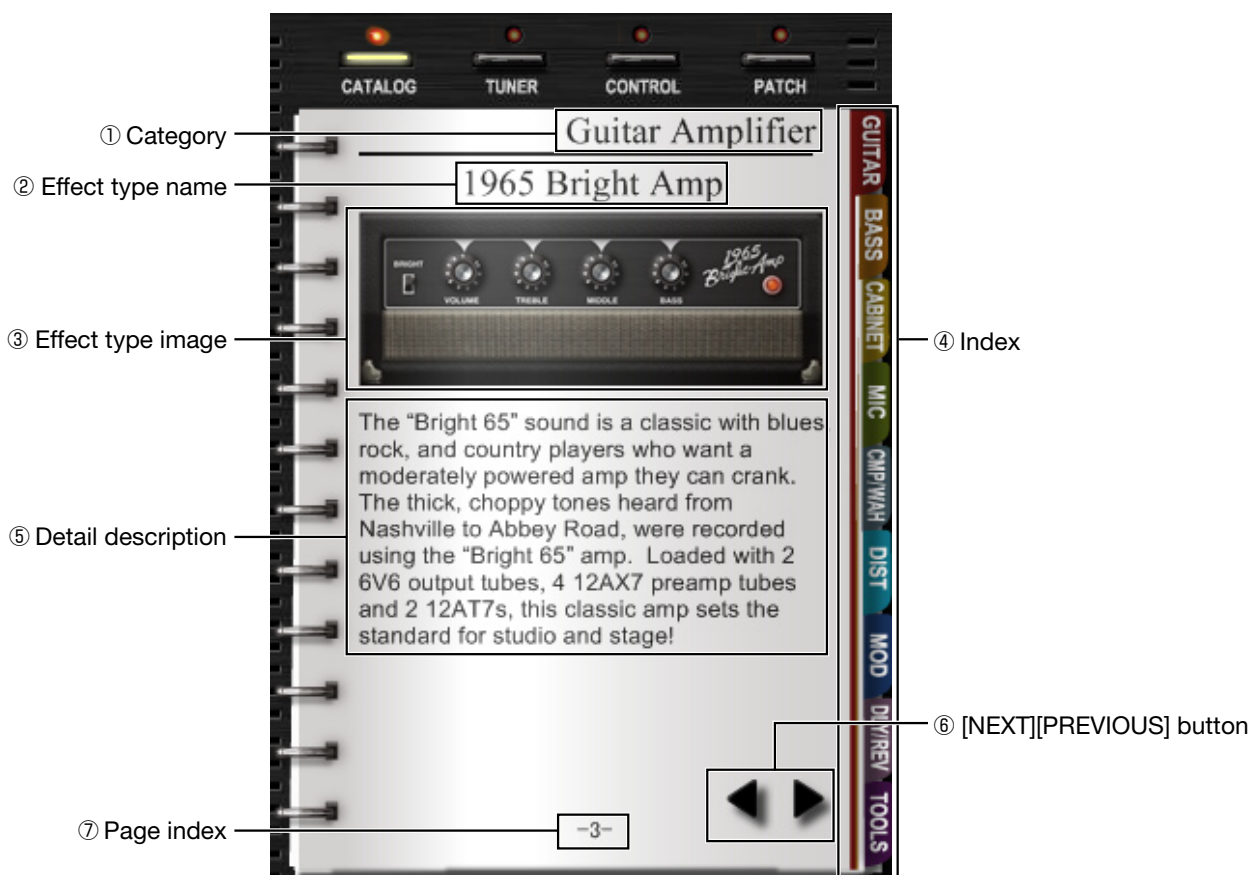 CATALOG
TUNER
CONTROL
PATCH
① Category
Guitar Amplifier
② Effect type name
1965 Bright Amp
③ Effect type image
BRIGHT
VOLUME
TREBLE
MIDDLE
BASS
1965
Bright Amp
④ Index
GUITAR
BASS
CABINET
MIC
CMP/WAH
DIST
MOD
DLY/REV
TOOLS
⑤ Detail description
The “Bright 65” sound is a classic with blues
rock, and country players who want a
moderately powered amp they can crank.
The thick, choppy tones heard from
Nashville to Abbey Road, were recorded
using the “Bright 65” amp.  Loaded with 2
6V6 output tubes, 4 12AX7 preamp tubes
and 2 12AT7s, this classic amp sets the
standard for studio and stage!
⑥ [NEXT][PREVIOUS] button
⑦ Page index
-3-